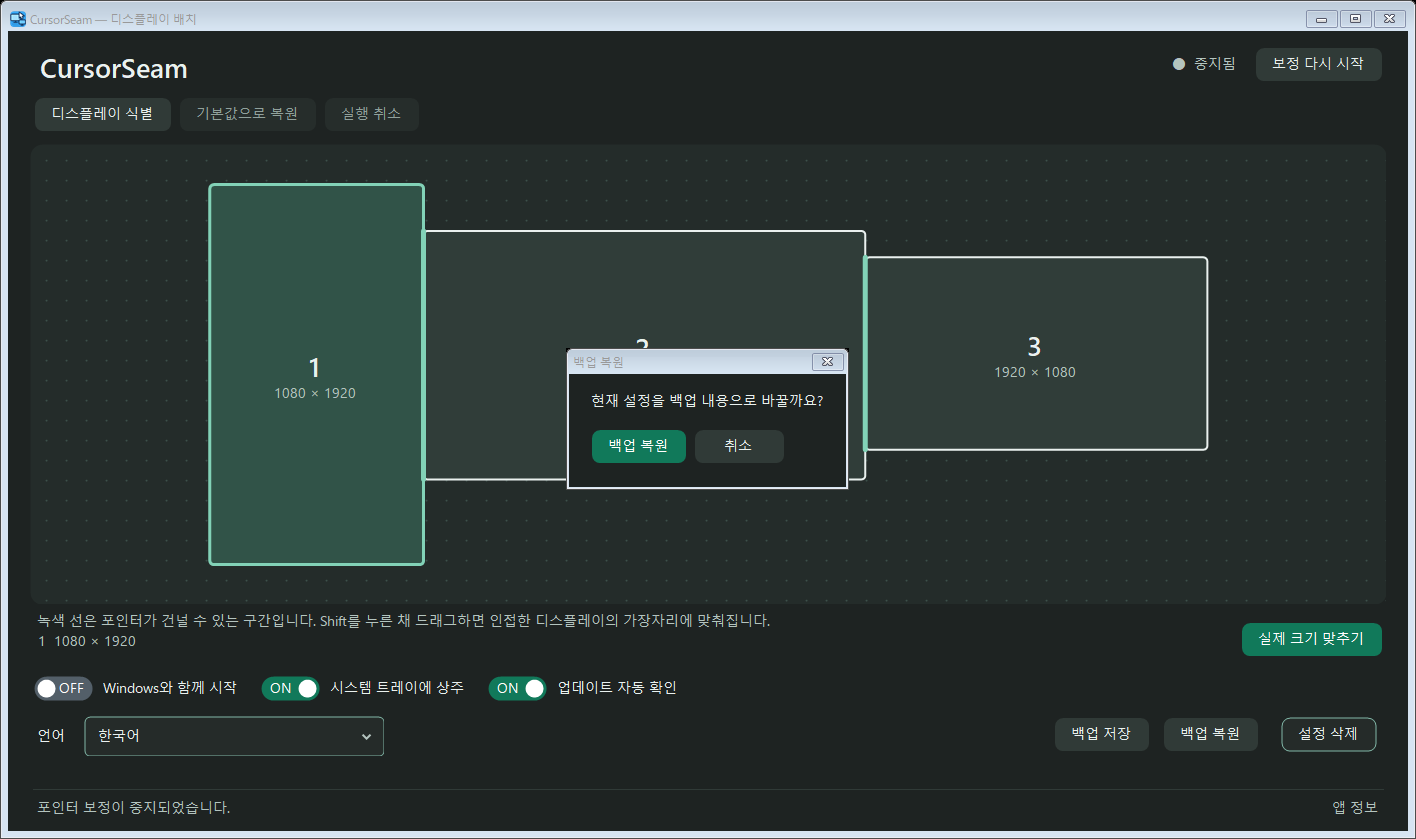 CursorSeam — 디스플레이 배치
CursorSeam
중지됨
보정 다시 시작
디스플레이 식별
기본값으로 복원
실행 취소
1
1080 × 1920
2
3
1920 × 1080
백업 복원
현재 설정을 백업 내용으로 바꿀까요?
백업 복원
취소
녹색 선은 포인터가 건널 수 있는 구간입니다. Shift를 누른 채 드래그하면 인접한 디스플레이의 가장자리에 맞춰집니다.
1 1080 × 1920
실제 크기 맞추기
OFF Windows와 함께 시작
ON 시스템 트레이에 상주
ON 업데이트 자동 확인
언어
한국어
백업 저장
백업 복원
설정 삭제
포인터 보정이 중지되었습니다.
앱 정보